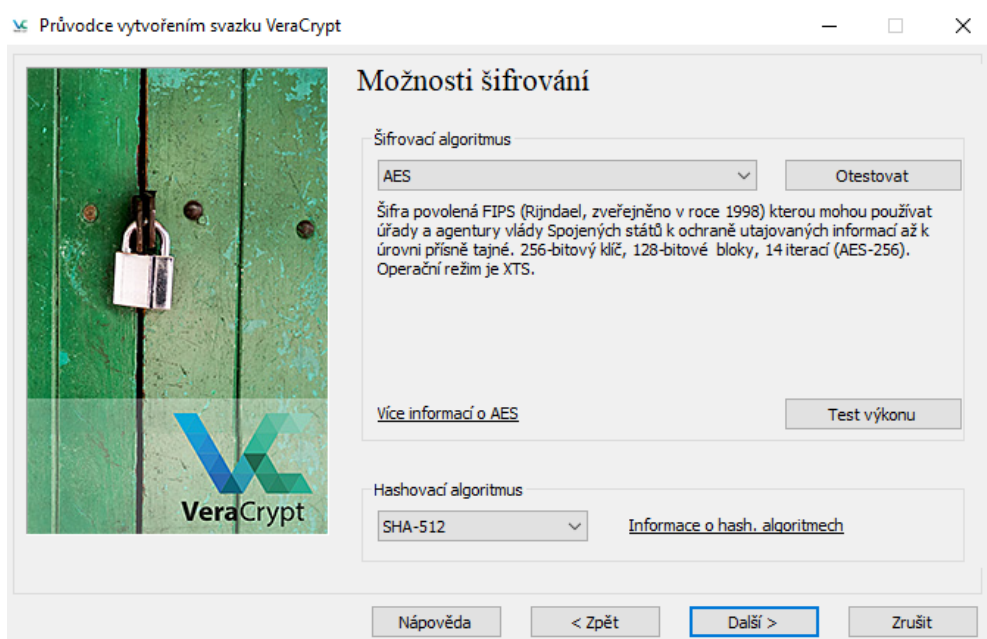 Průvodce vytvořením svazku VeraCrypt
Možnosti šifrování
Šifrovací algoritmus
AES
Otestovat
Šifra povolená FIPS (Rijndael, zveřejněno v roce 1998) kterou mohou používat
úřady a agentury vlády Spojených států k ochraně utajovaných informací až k
úrovni přísně tajné. 256-bitový klíč, 128-bitové bloky, 14 iterací (AES-256).
Operační režim je XTS.
Více informací o AES
Test výkonu
VeraCrypt
Hashovací algoritmus
SHA-512
Informace o hash. algoritmech
Nápověda
< Zpět
Další >
Zrušit